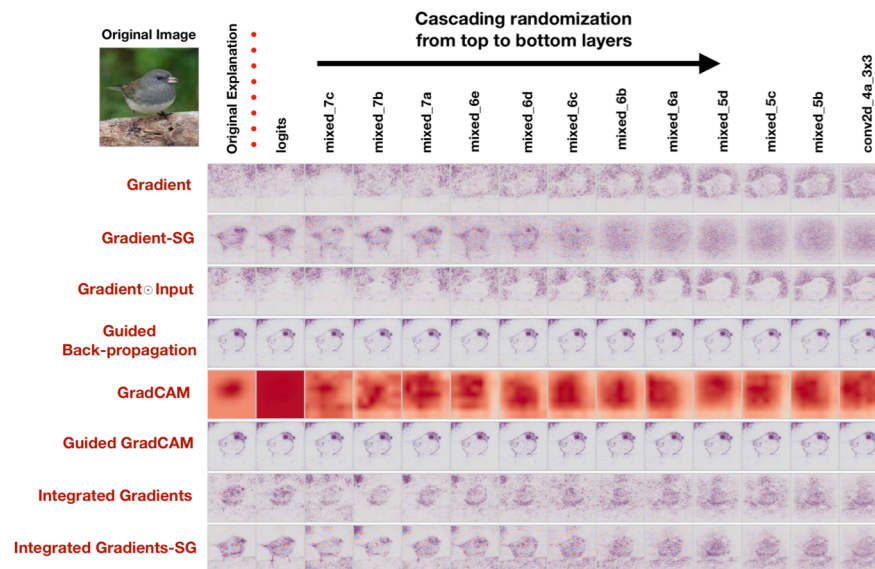 Cascading randomization
from top to bottom layers
Original Image
Original Explanation
logits
mixed_7c
mixed_7b
mixed_7a
mixed_6e
mixed_6d
mixed_6c
mixed_6b
mixed_6a
mixed_5d
mixed_5c
mixed_5b
conv2d_4a_3x3
Gradient
Gradient-SG
Gradient⊙Input
Guided
Back-propagation
GradCAM
Guided GradCAM
Integrated Gradients
Integrated Gradients-SG